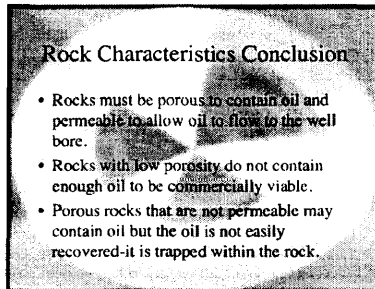 Rock Characteristics Conclusion
• Rocks must be porous to contain oil and
permeable to allow oil to flow to the well
bore.
• Rocks with low porosity do not contain
enough oil to be commercially viable.
• Porous rocks that are not permeable may
contain oil but the oil is not easily
recovered-it is trapped within the rock.